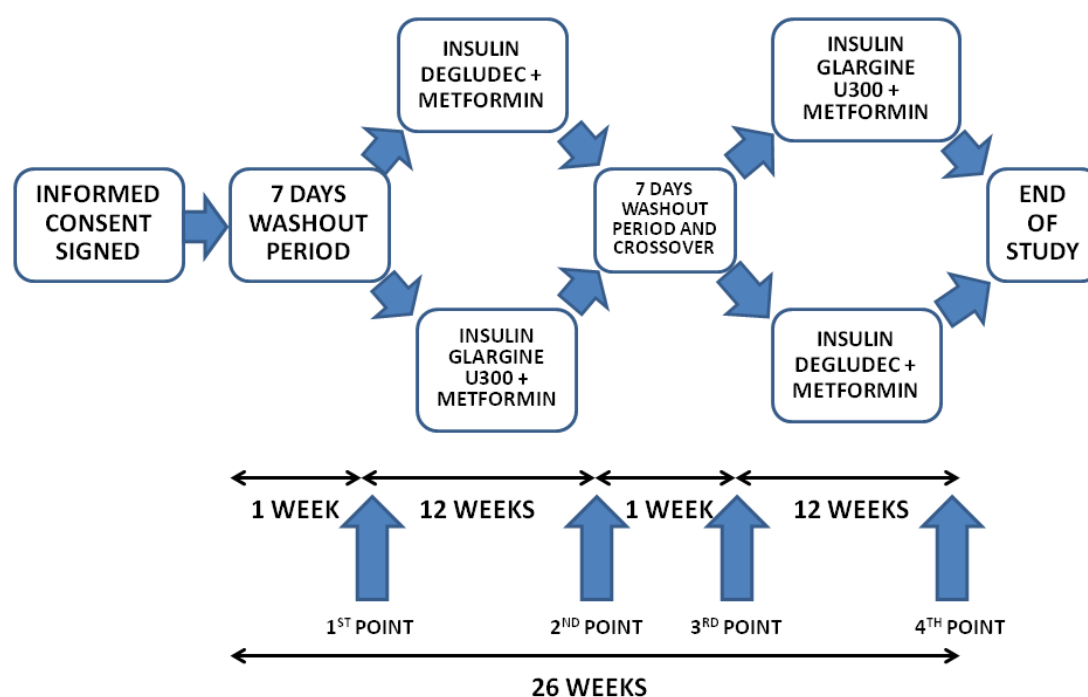 INFORMED
CONSENT
SIGNED
7 DAYS
WASHOUT
PERIOD
INSULIN
DEGLUDEC +
METFORMIN
INSULIN
GLARGINE
U300 +
METFORMIN
7 DAYS
WASHOUT
PERIOD AND
CROSSOVER
INSULIN
GLARGINE
U300 +
METFORMIN
INSULIN
DEGLUDEC +
METFORMIN
END
OF
STUDY
1 WEEK
12 WEEKS
1 WEEK
12 WEEKS
1ST POINT
2ND POINT
3RD POINT
4TH POINT
26 WEEKS